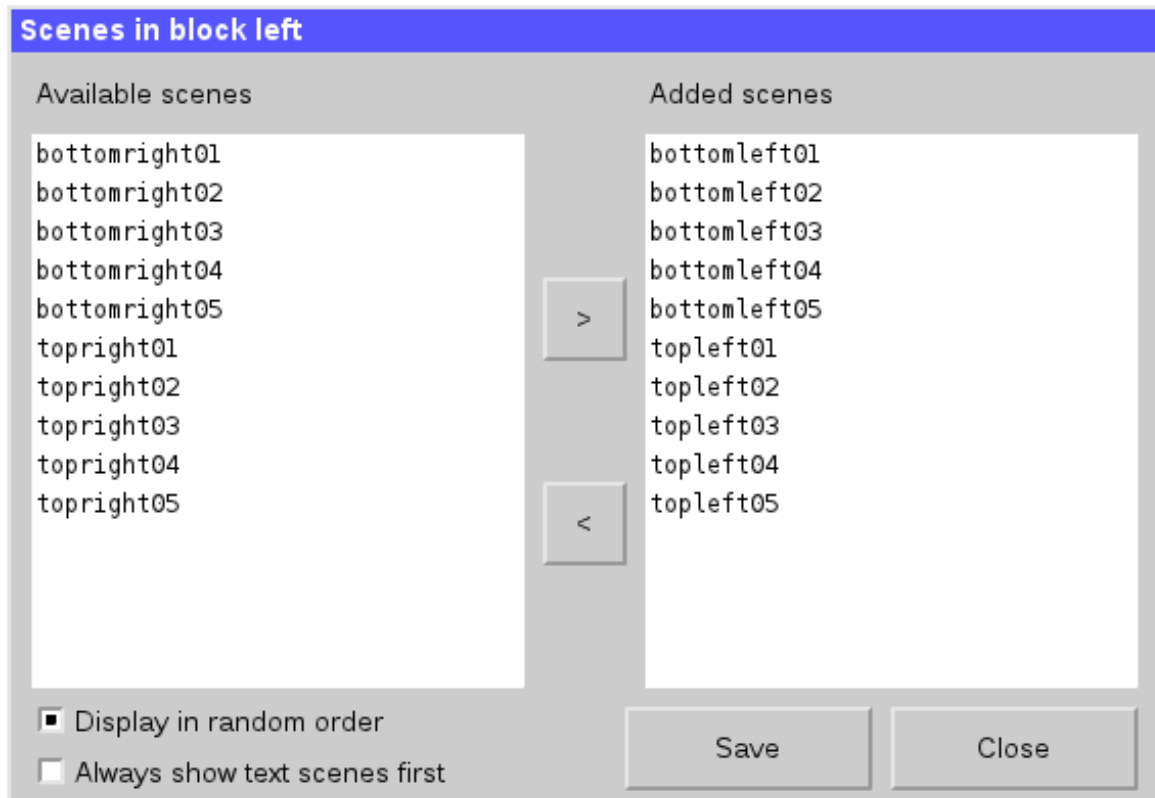 Scenes in block left
Available scenes
bottomright01
bottomright02
bottomright03
bottomright04
bottomright05
topright01
topright02
topright03
topright04
topright05
>
<
Added scenes
bottomleft01
bottomleft02
bottomleft03
bottomleft04
bottomleft05
topleft01
topleft02
topleft03
topleft04
topleft05
Display in random order
Always show text scenes first
Save
Close